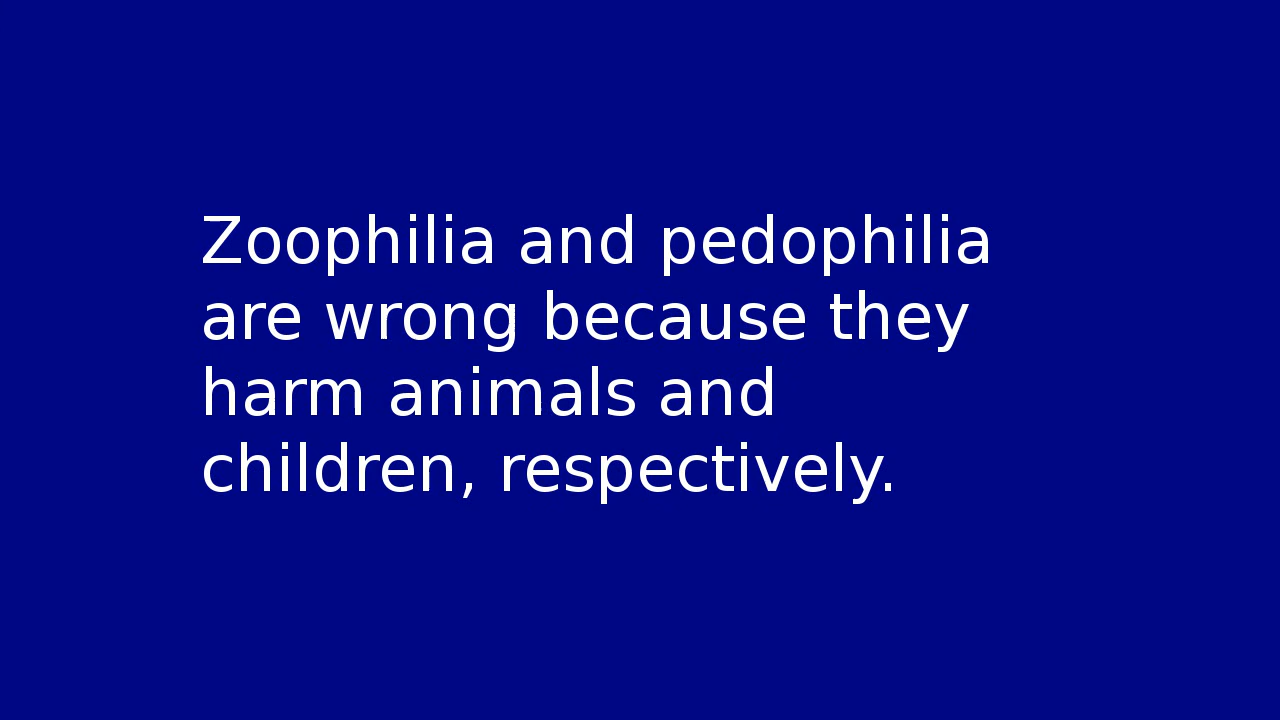 Zoophilia and pedophilia
are wrong because they
harm animals and
children, respectively.